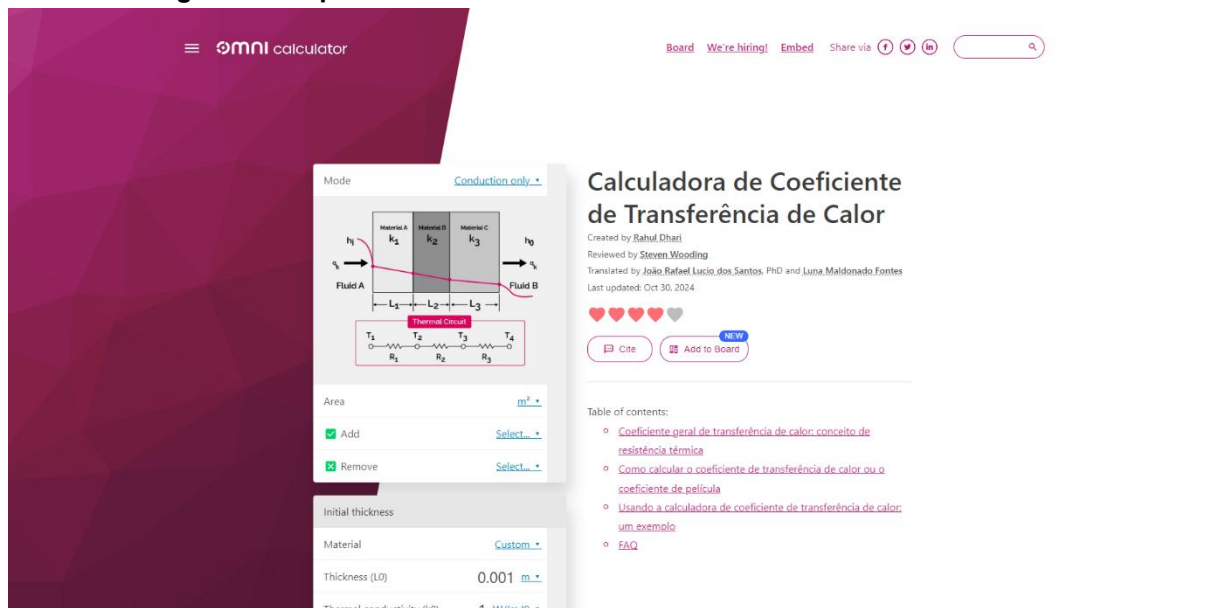 OMNI calculator
Board We're hiring! Embed Share via
Mode Conduction only
Material A Material B Material C
k1 k2 k3
hi h0
qk qk
Fluid A Fluid B
L1 L2 L3
Thermal Circuit
T1 T2 T3 T4
R1 R2 R3
Area m²
Add Select...
Remove Select...
Initial thickness
Material Custom
Thickness (L0) 0.001 m
Calculadora de Coeficiente
de Transferência de Calor
Created by Rahul Dhari
Reviewed by Steven Wooding
Translated by João Rafael Lucio dos Santos, PhD and Luna Maldonado Fontes
Last updated: Oct 30, 2024
NEW
Cite Add to Board
Table of contents:
Coeficiente geral de transferência de calor: conceito de
resistência térmica
Como calcular o coeficiente de transferência de calor ou o
coeficiente de película
Usando a calculadora de coeficiente de transferência de calor:
um exemplo
FAQ